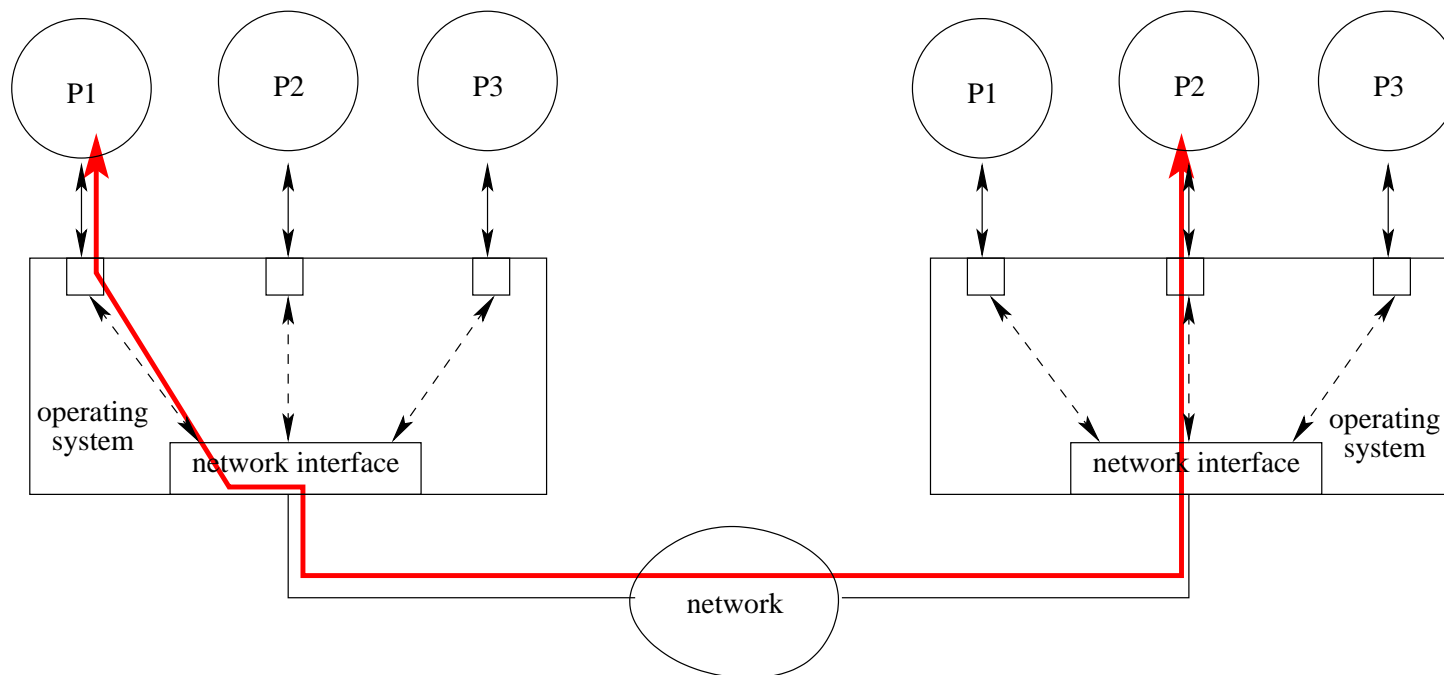 P1
P2
P3
P1
P2
P3
operating
system
network interface
operating
system
network interface
network